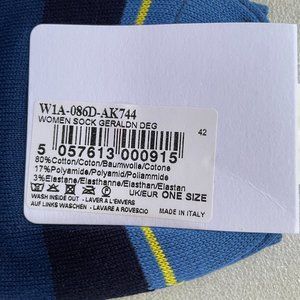 W1A-086D-AK744
WOMEN SOCK GERALDN DEG
42
5 057613 000915
80%Cotton/Coton/Baumwolle/Cotone
17%Polyamide/Polyamid/Poliammide
3%Elastane/Elasthanne/Elasthan/Elastan
UK/EUR ONE SIZE
WASH INSIDE OUT - LAVER A L'ENVERS
AUF LINKS WASCHEN - LAVARE A ROVESCIO
MADE IN ITALY